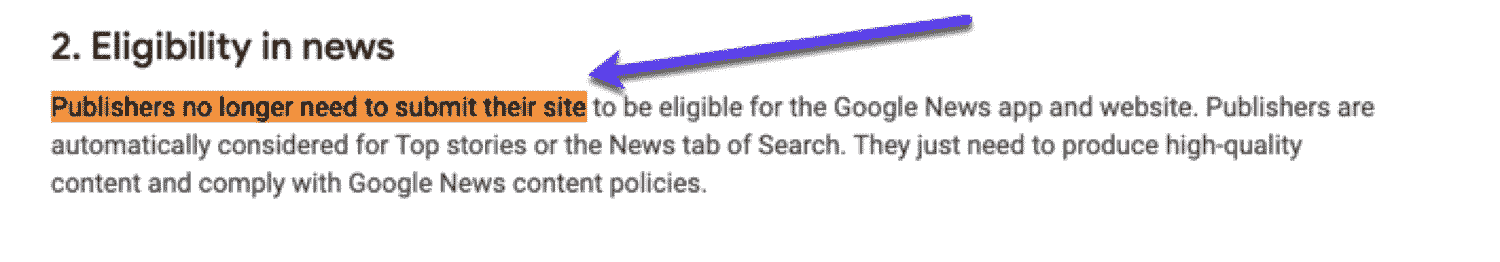 2. Eligibility in news
Publishers no longer need to submit their site to be eligible for the Google News app and website. Publishers are
automatically considered for Top stories or the News tab of Search. They just need to produce high-quality
content and comply with Google News content policies.